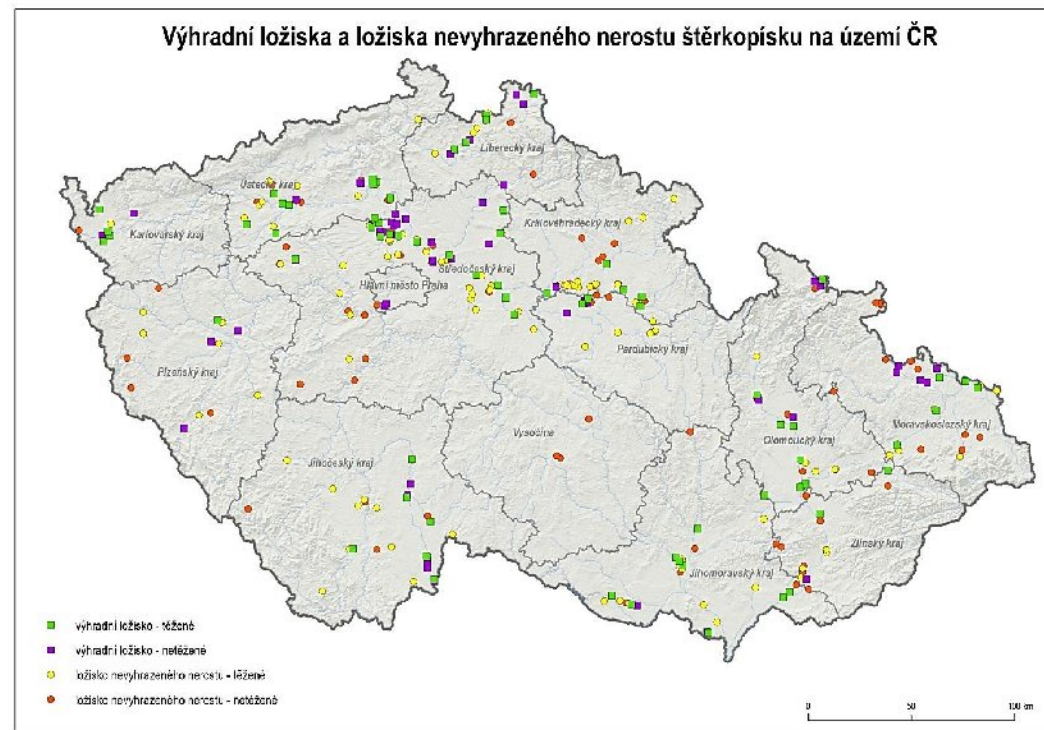 Výhradní ložiska a ložiska nevyhrazeného nerostu štěrkopísku na území ČR
Liberecký kraj
Ústecký kraj
Karlovarský kraj
Královéhradecký kraj
Středočeský kraj
Hlavní město Praha
Pardubický kraj
Plzeňský kraj
Moravskoslezský kraj
Vysočina
Olomoucký kraj
Jihočeský kraj
Zlínský kraj
Jihomoravský kraj
výhradní ložisko - těžené
výhradní ložisko - netěžené
ložisko nevyhrazeného nerostu - těžené
ložisko nevyhrazeného nerostu - netěžené
0 50 100 km